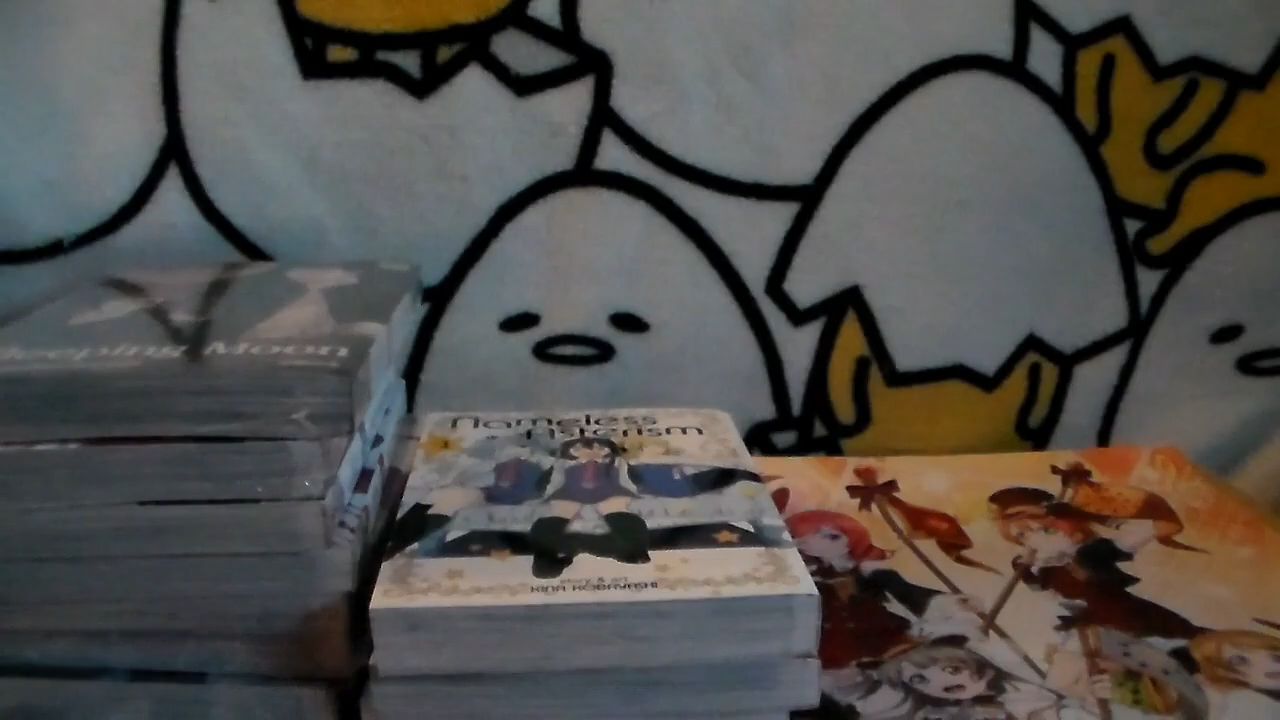 Sleeping Moon
Nameless
Asterism
story & art
KINA KOBAYASHI